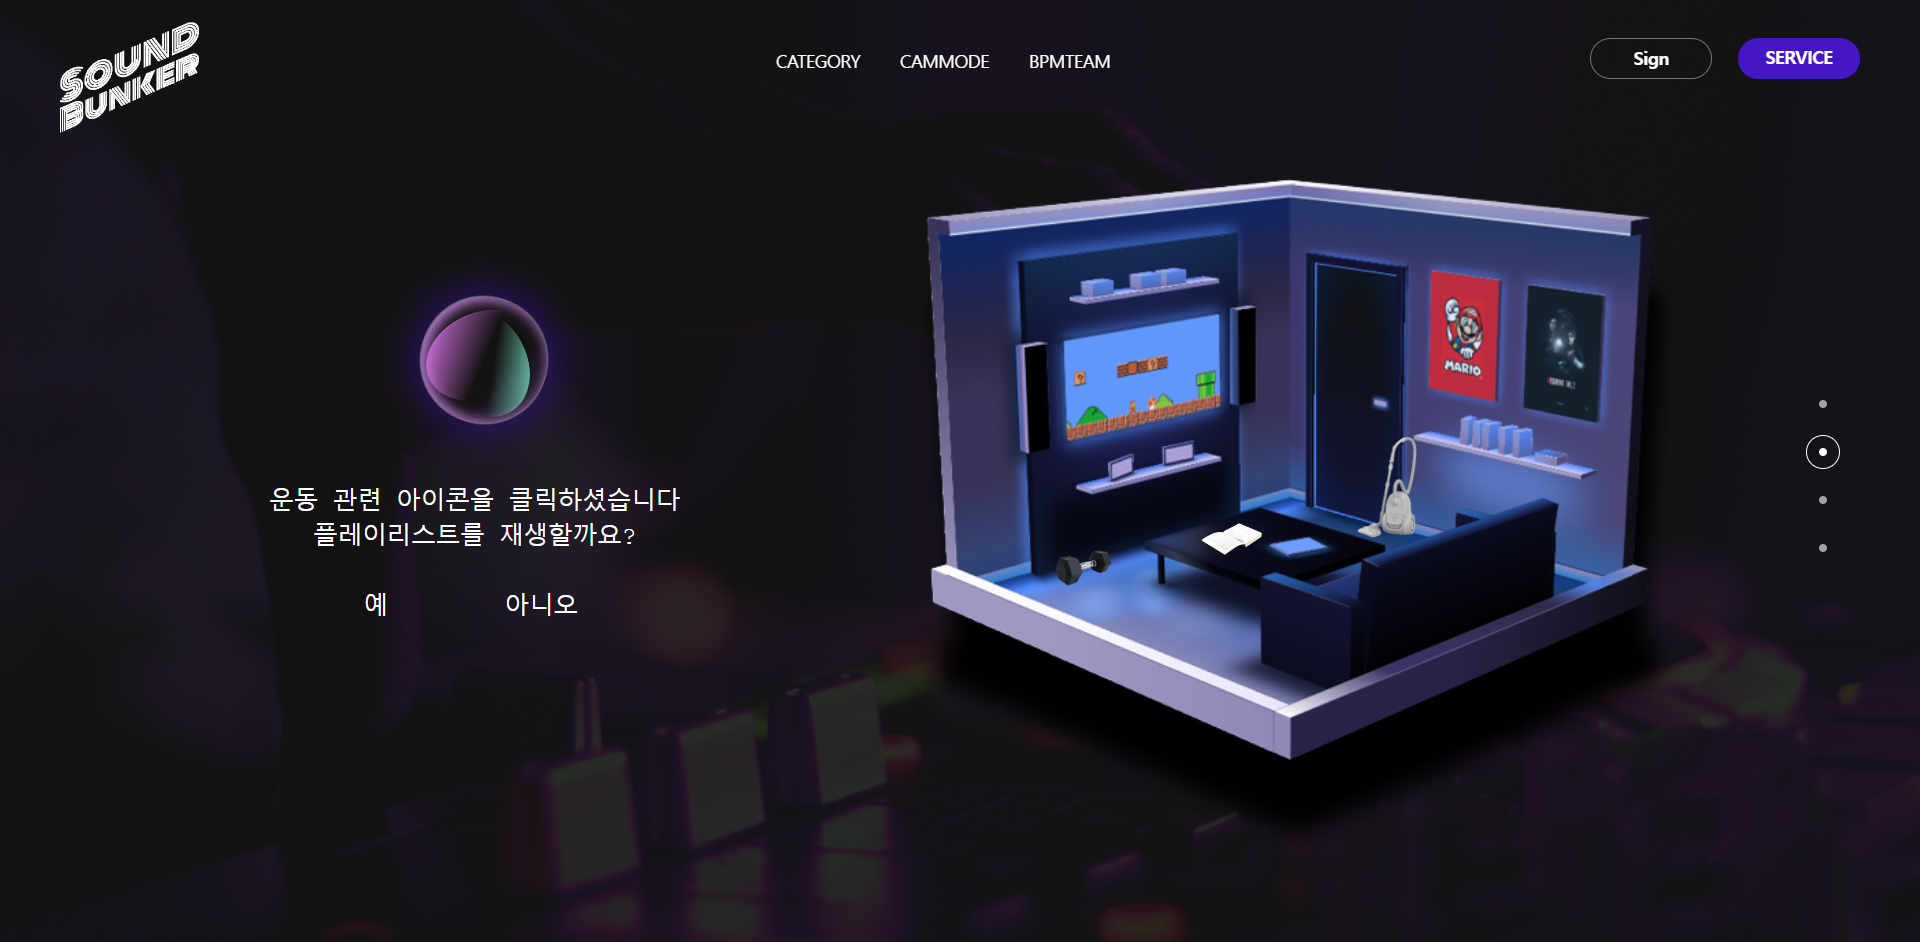 SOUND
BUNKER
CATEGORY
CAMMODE
BPMTEAM
Sign
SERVICE
운동 관련 아이콘을 클릭하셨습니다
플레이리스트를 재생할까요?
예
아니오
MARIO